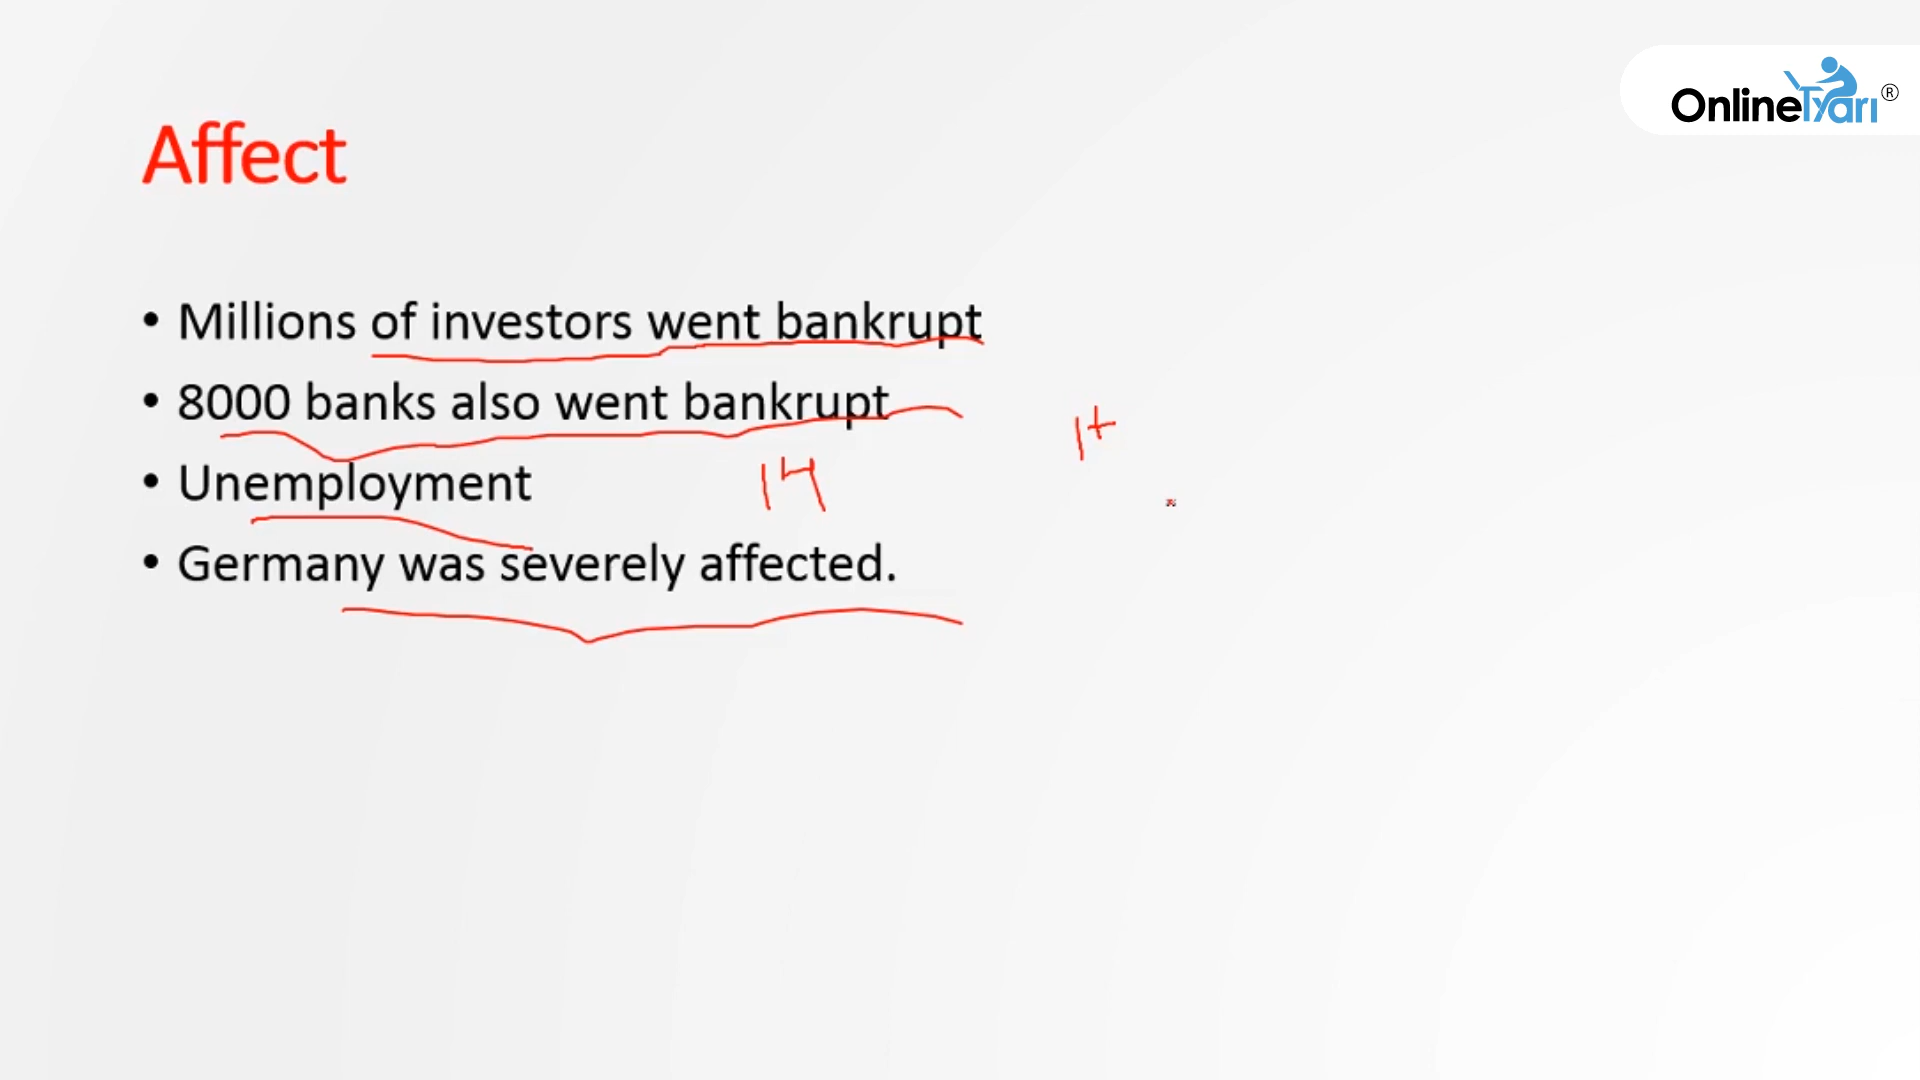 OnlineTyari®
Affect
• Millions of investors went bankrupt
• 8000 banks also went bankrupt
• Unemployment
14
• Germany was severely affected.